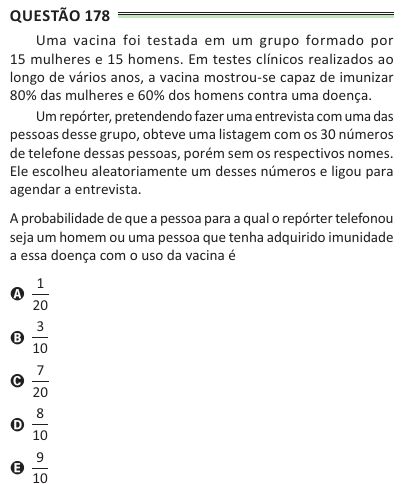 QUESTÃO 178
Uma vacina foi testada em um grupo formado por
15 mulheres e 15 homens. Em testes clínicos realizados ao
longo de vários anos, a vacina mostrou-se capaz de imunizar
80% das mulheres e 60% dos homens contra uma doença.
Um repórter, pretendendo fazer uma entrevista com uma das
pessoas desse grupo, obteve uma listagem com os 30 números
de telefone dessas pessoas, porém sem os respectivos nomes.
Ele escolheu aleatoriamente um desses números e ligou para
agendar a entrevista.
A probabilidade de que a pessoa para a qual o repórter telefonou
seja um homem ou uma pessoa que tenha adquirido imunidade
a essa doença com o uso da vacina é
A 1/20
B 3/10
C 7/20
D 8/10
E 9/10